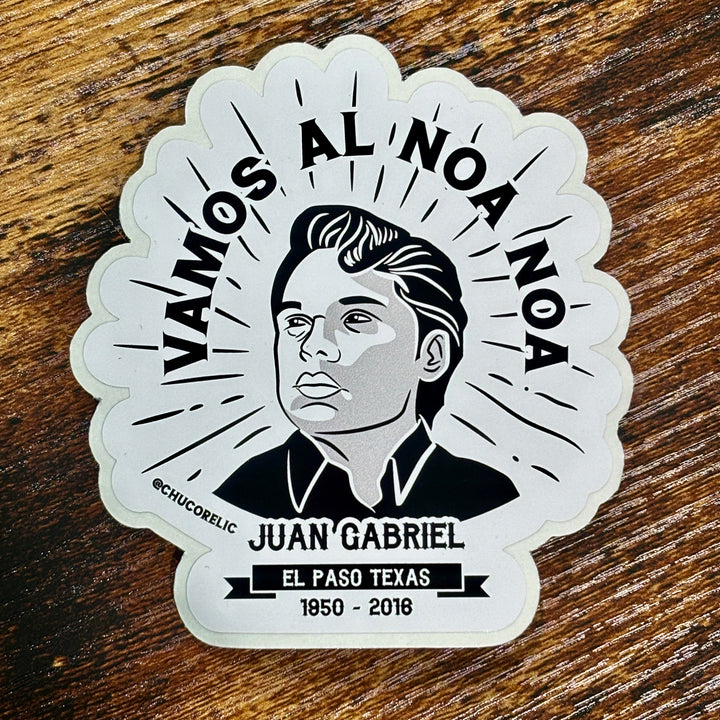 VAMOS AL NOA NOA
@CHUCORELIC
JUAN GABRIEL
EL PASO TEXAS
1950 - 2016